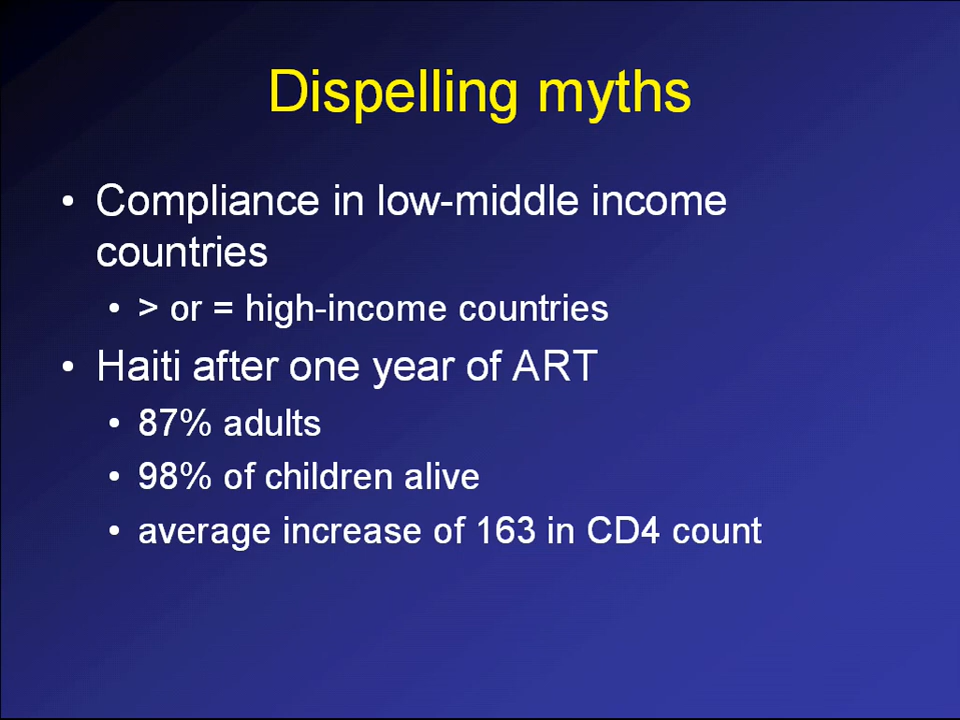 Dispelling myths
• Compliance in low-middle income
countries
• > or = high-income countries
• Haiti after one year of ART
• 87% adults
• 98% of children alive
• average increase of 163 in CD4 count